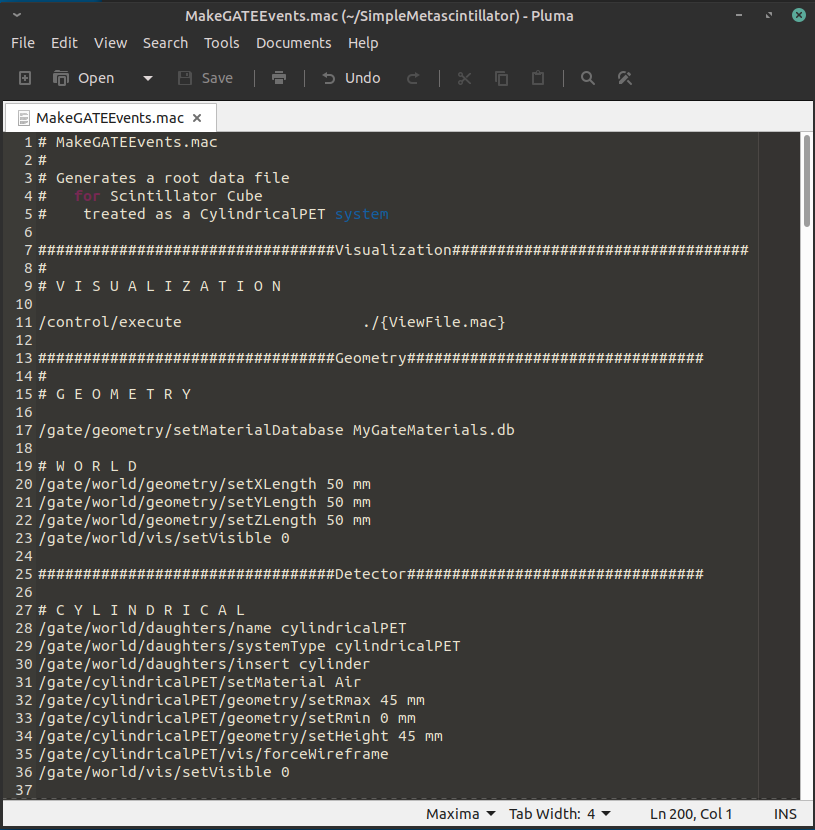 MakeGATEEvents.mac (~/SimpleMetascintillator) - Pluma
File Edit View Search Tools Documents Help
Open Save Undo
MakeGATEEvents.mac
1 # MakeGATEEvents.mac
2 #
3 # Generates a root data file
4 #   for Scintillator Cube
5 #    treated as a CylindricalPET system
6
7 #################################Visualization#################################
8 #
9 # V I S U A L I Z A T I O N
10
11 /control/execute                    ./{ViewFile.mac}
12
13 #################################Geometry#################################
14 #
15 # G E O M E T R Y
16
17 /gate/geometry/setMaterialDatabase MyGateMaterials.db
18
19 # W O R L D
20 /gate/world/geometry/setXLength 50 mm
21 /gate/world/geometry/setYLength 50 mm
22 /gate/world/geometry/setZLength 50 mm
23 /gate/world/vis/setVisible 0
24
25 #################################Detector#################################
26
27 # C Y L I N D R I C A L
28 /gate/world/daughters/name cylindricalPET
29 /gate/world/daughters/systemType cylindricalPET
30 /gate/world/daughters/insert cylinder
31 /gate/cylindricalPET/setMaterial Air
32 /gate/cylindricalPET/geometry/setRmax 45 mm
33 /gate/cylindricalPET/geometry/setRmin 0 mm
34 /gate/cylindricalPET/geometry/setHeight 45 mm
35 /gate/cylindricalPET/vis/forceWireframe
36 /gate/world/vis/setVisible 0
37
Maxima Tab Width: 4 Ln 200, Col 1 INS